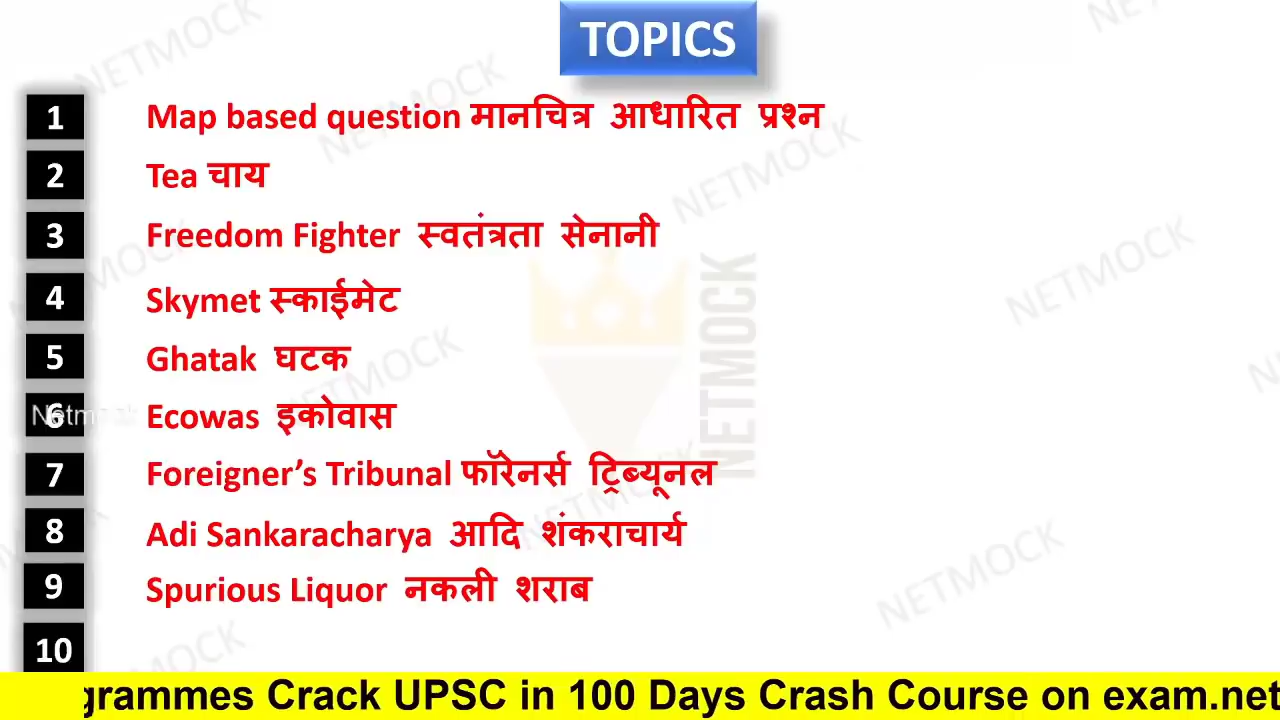 TOPICS
1 Map based question मानचित्र आधारित प्रश्न
2 Tea चाय
3 Freedom Fighter स्वतंत्रता सेनानी
4 Skymet स्काईमेट
5 Ghatak घटक
6 Ecowas इकोवास
7 Foreigner's Tribunal फॉरेनर्स ट्रिब्यूनल
8 Adi Sankaracharya आदि शंकराचार्य
9 Spurious Liquor नकली शराब
10
Netmock
NETMOCK
grammes Crack UPSC in 100 Days Crash Course on exam.net